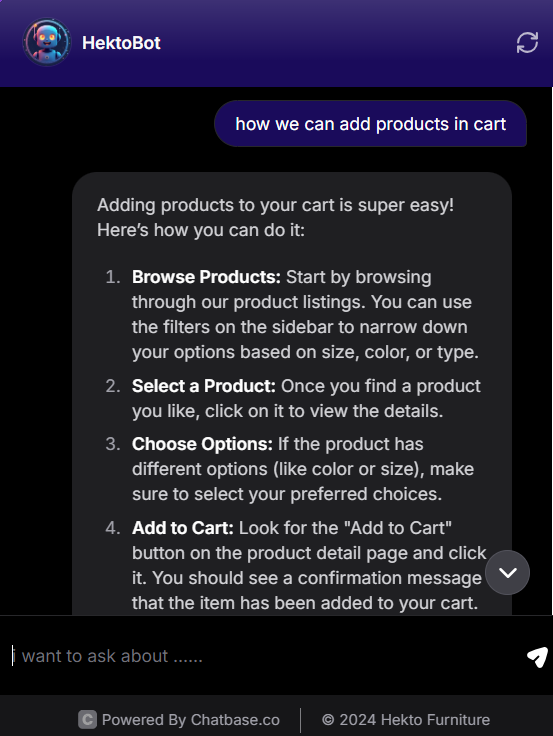 HektoBot
how we can add products in cart
Adding products to your cart is super easy!
Here's how you can do it:
1. Browse Products: Start by browsing
through our product listings. You can use
the filters on the sidebar to narrow down
your options based on size, color, or type.
2. Select a Product: Once you find a product
you like, click on it to view the details.
3. Choose Options: If the product has
different options (like color or size), make
sure to select your preferred choices.
4. Add to Cart: Look for the "Add to Cart"
button on the product detail page and click
it. You should see a confirmation message
that the item has been added to your cart.
i want to ask about ......
C Powered By Chatbase.co © 2024 Hekto Furniture